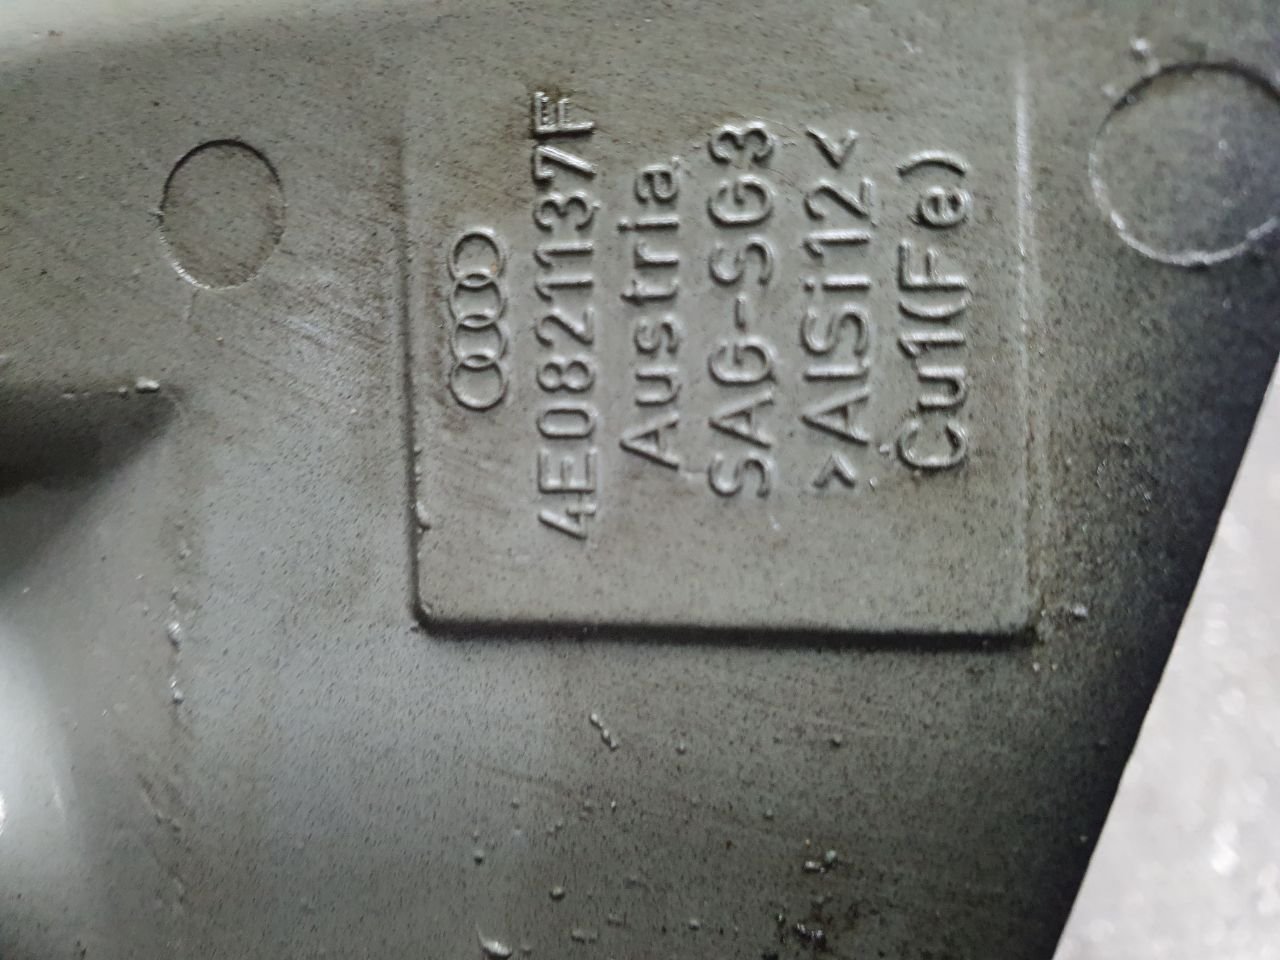 4E0821137F
Austria
SAG-SG3
>AlSi12<
Cu1(Fe)